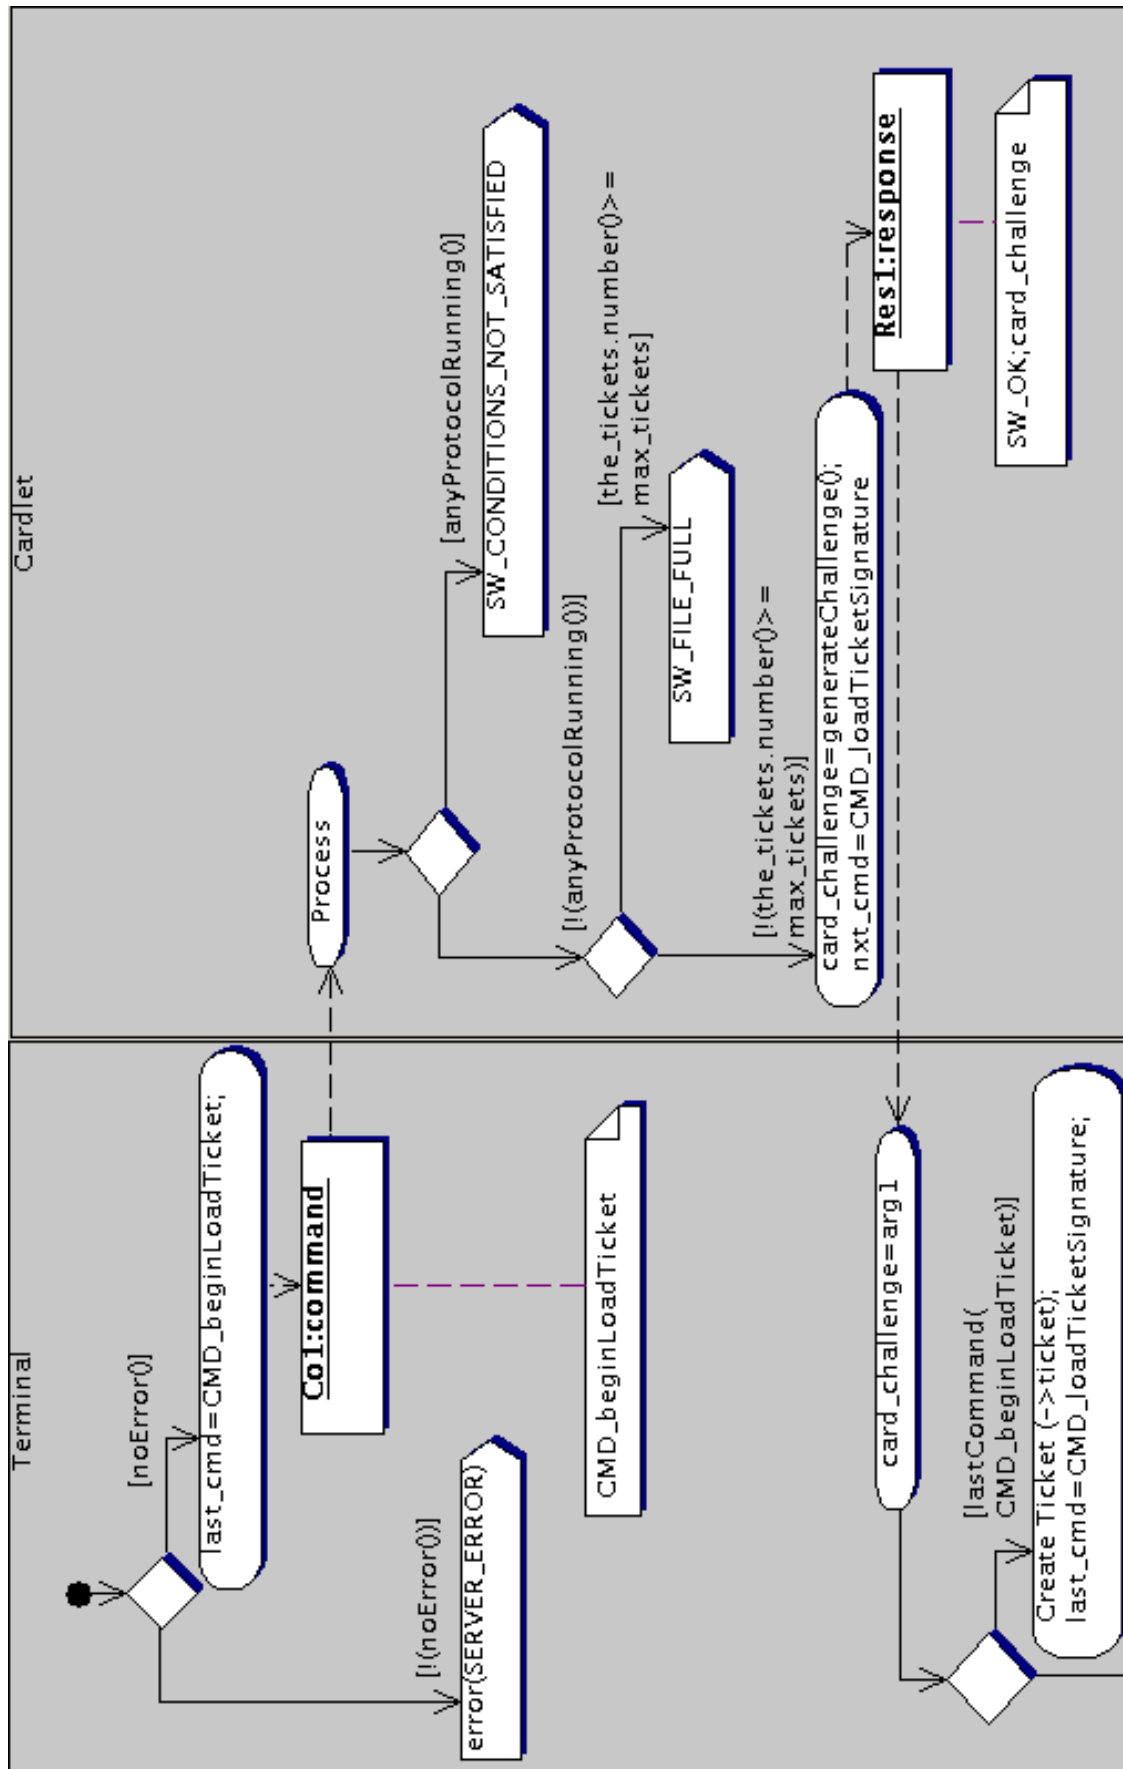 Terminal
[noError()]
last_cmd=CMD_beginLoadTicket;
Co1:command
[!(noError())]
error(SERVER_ERROR)
CMD_beginLoadTicket
card_challenge=arg1
[lastCommand(
CMD_beginLoadTicket)]
Create Ticket (->ticket);
last_cmd=CMD_loadTicketSignature;
Cardlet
Process
[anyProtocolRunning()]
SW_CONDITIONS_NOT_SATISFIED
[!(anyProtocolRunning())]
[the_tickets.number()>=
max_tickets]
SW_FILE_FULL
[!(the_tickets.number()>=
max_tickets)]
card_challenge=generateChallenge();
nxt_cmd=CMD_loadTicketSignature
Res1:response
SW_OK;card_challenge